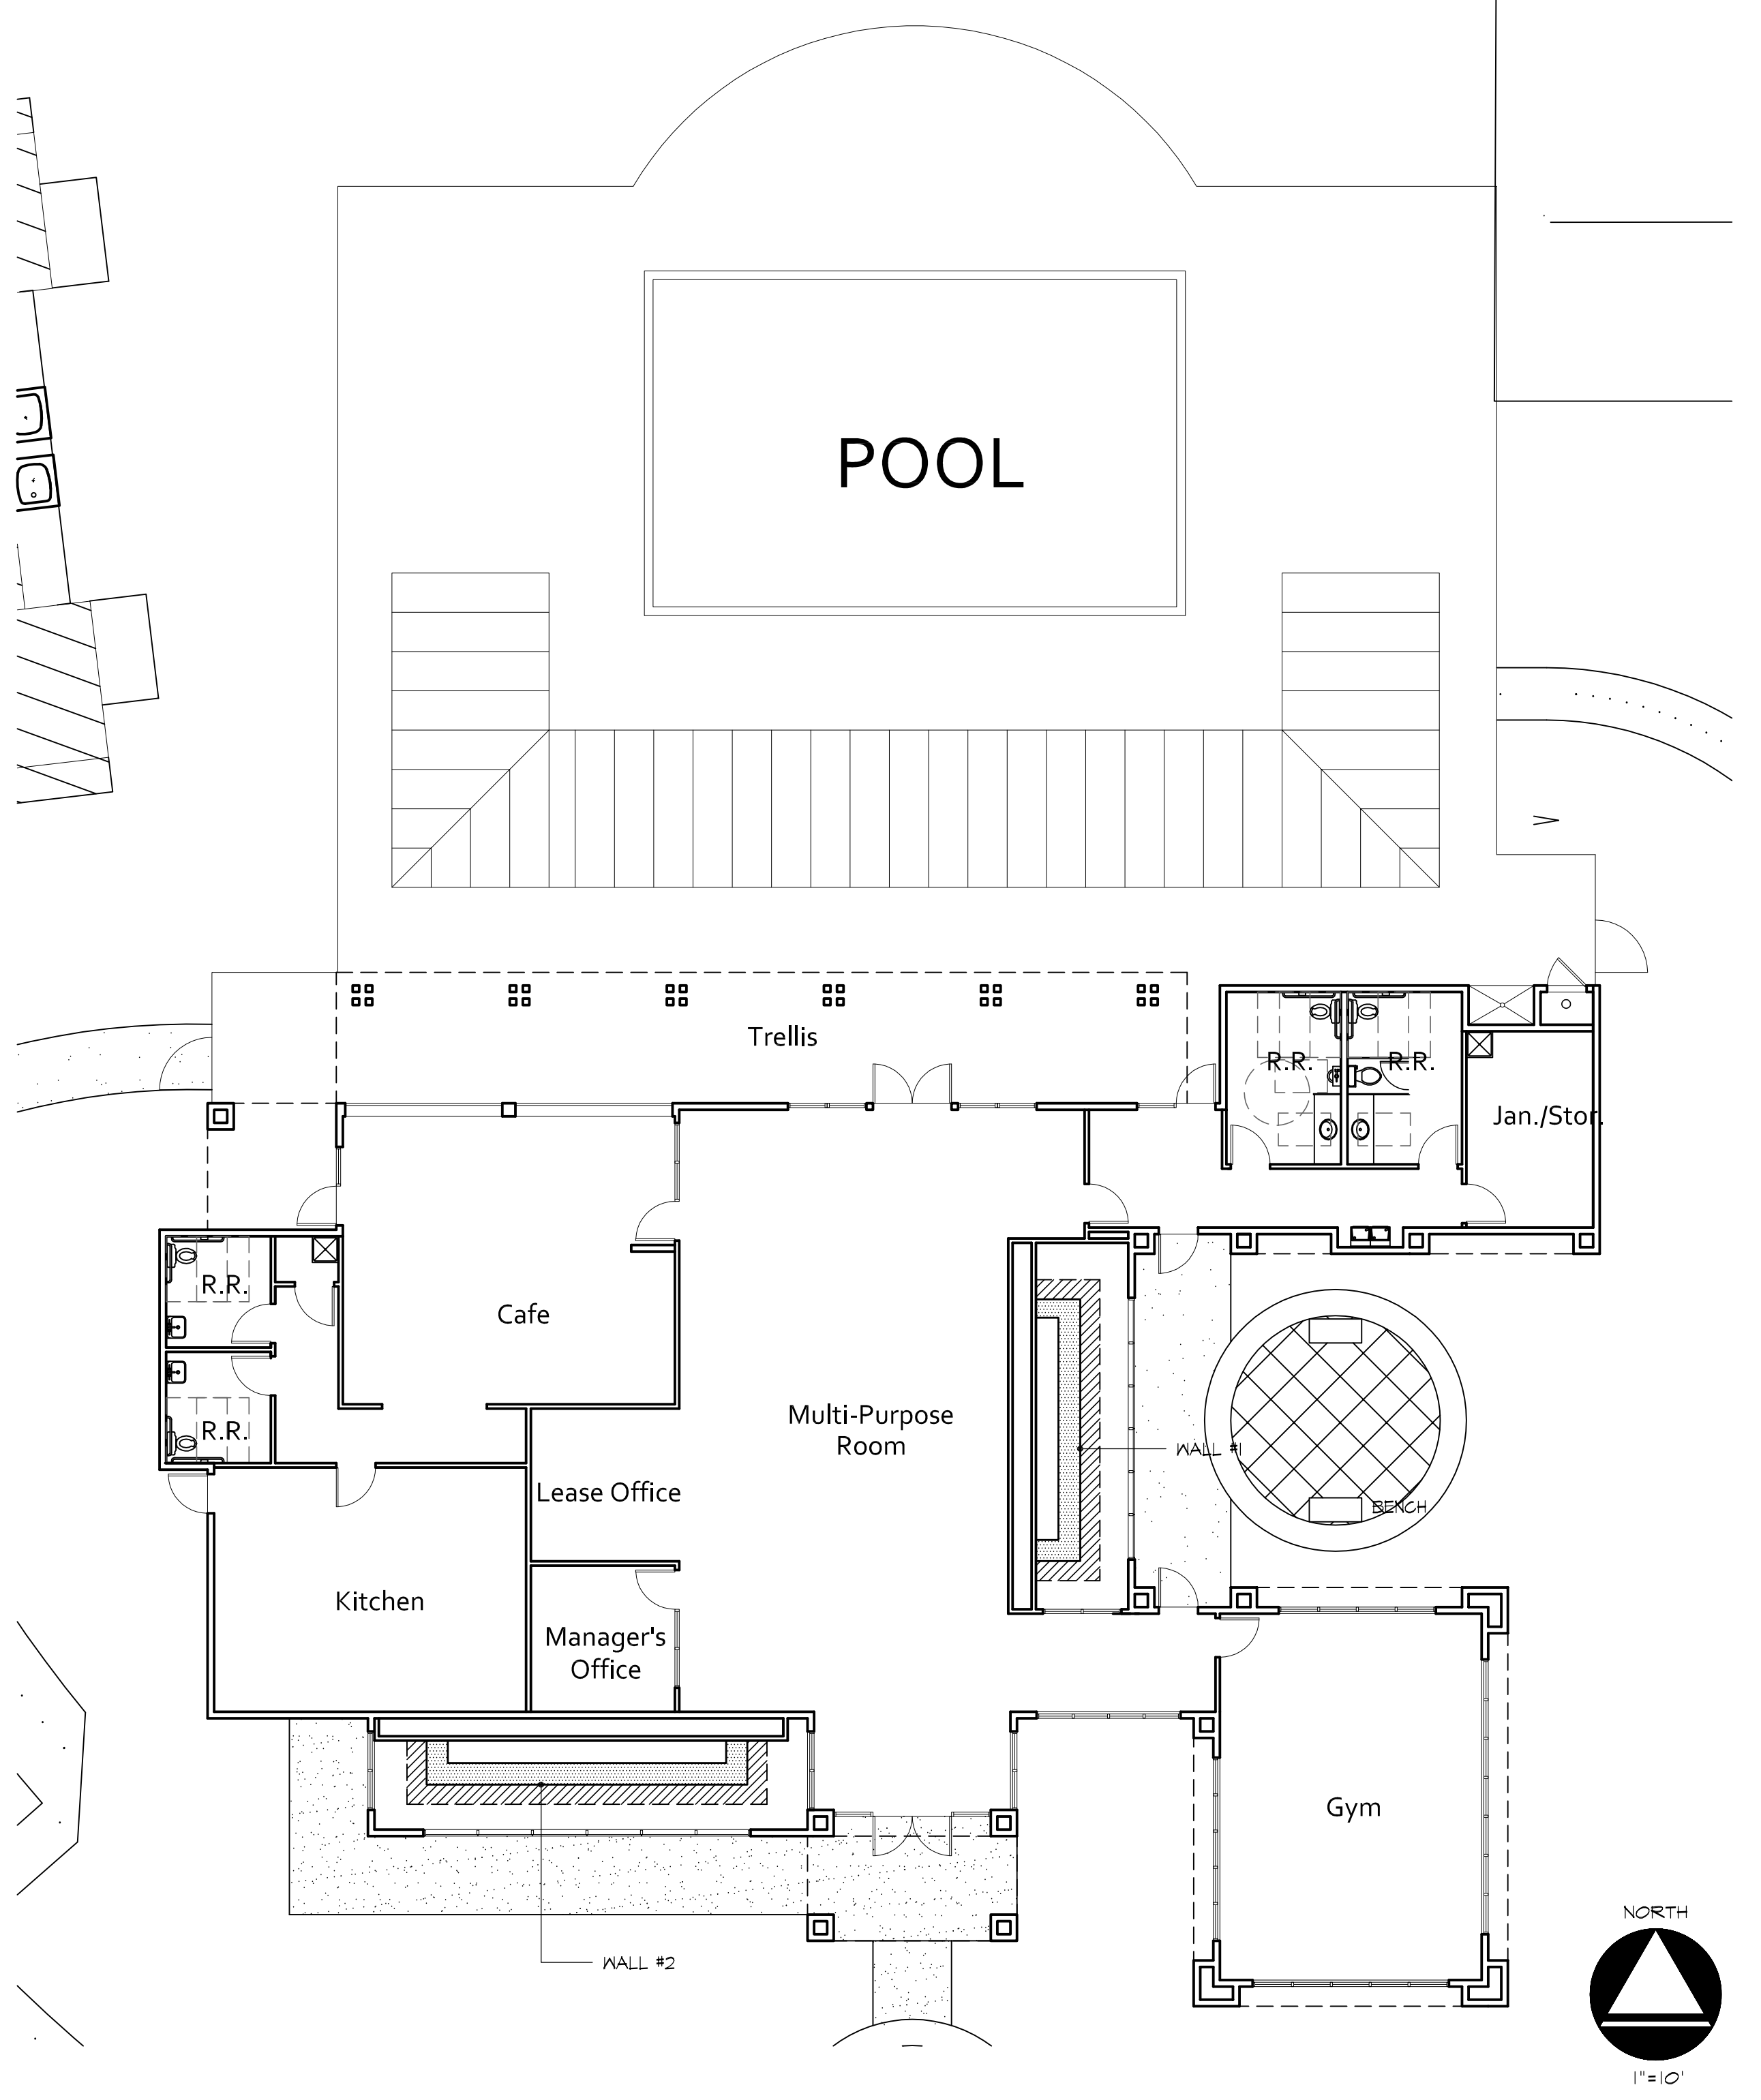 POOL
Trellis
R.R.
R.R.
Jan./Stor.
R.R.
Cafe
Multi-Purpose
Room
R.R.
WALL #1
Lease Office
BENCH
Kitchen
Manager's
Office
Gym
NORTH
WALL #2
1"=10'